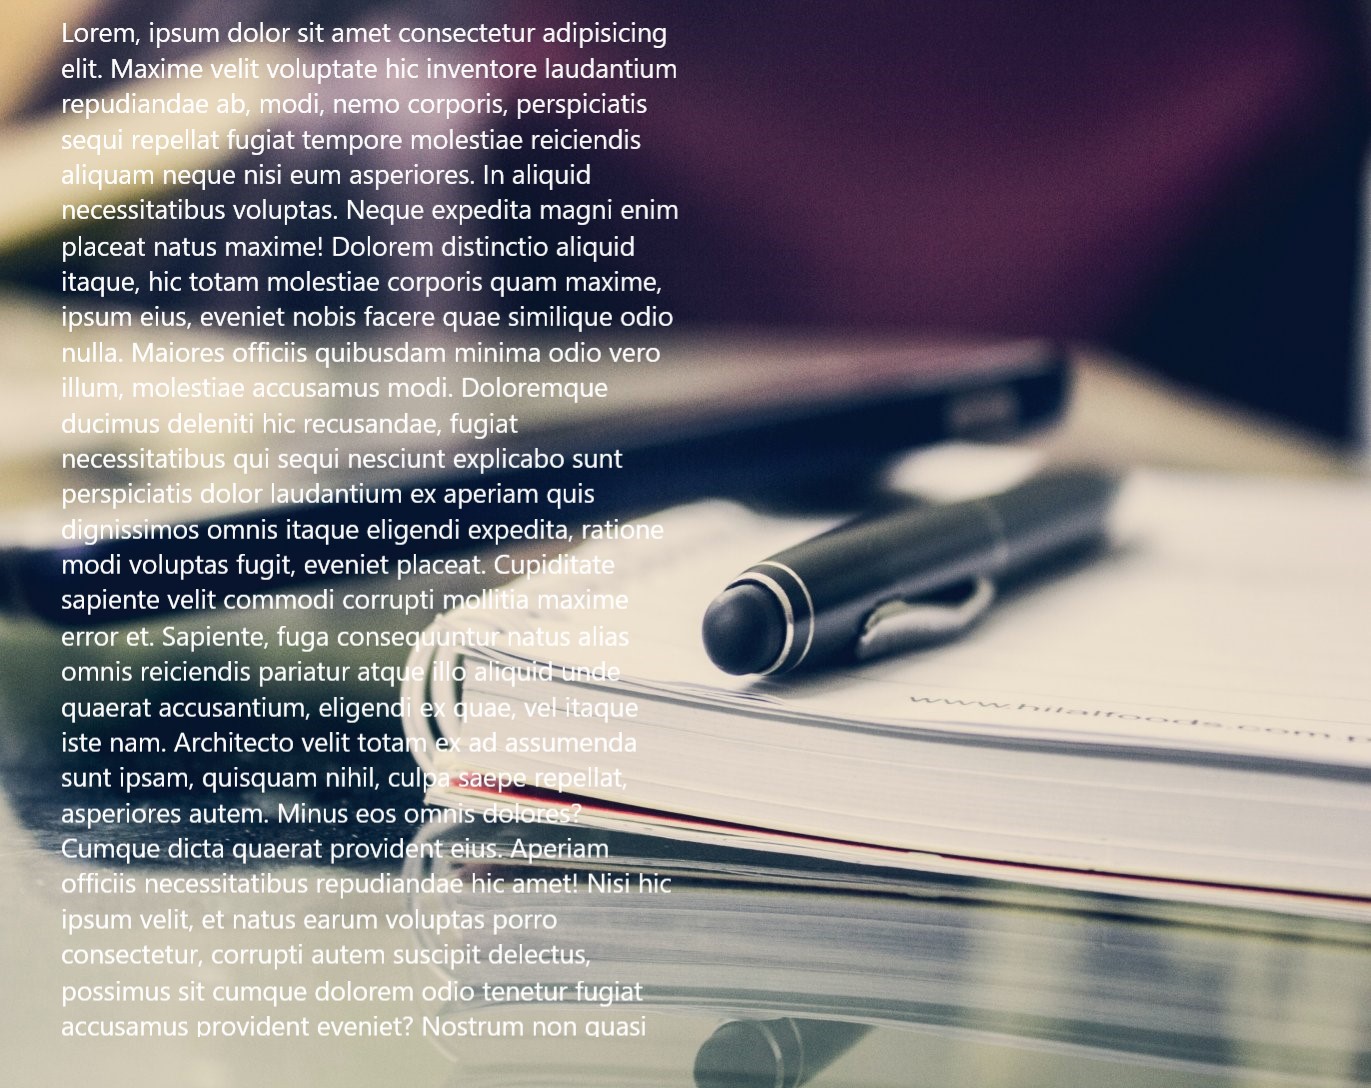 Lorem, ipsum dolor sit amet consectetur adipisicing
elit. Maxime velit voluptate hic inventore laudantium
repudiandae ab, modi, nemo corporis, perspiciatis
sequi repellat fugiat tempore molestiae reiciendis
aliquam neque nisi eum asperiores. In aliquid
necessitatibus voluptas. Neque expedita magni enim
placeat natus maxime! Dolorem distinctio aliquid
itaque, hic totam molestiae corporis quam maxime,
ipsum eius, eveniet nobis facere quae similique odio
nulla. Maiores officiis quibusdam minima odio vero
illum, molestiae accusamus modi. Doloremque
ducimus deleniti hic recusandae, fugiat
necessitatibus qui sequi nesciunt explicabo sunt
perspiciatis dolor laudantium ex aperiam quis
dignissimos omnis itaque eligendi expedita, ratione
modi voluptas fugit, eveniet placeat. Cupiditate
sapiente velit commodi corrupti mollitia maxime
error et. Sapiente, fuga consequuntur natus alias
omnis reiciendis pariatur atque illo aliquid unde
quaerat accusantium, eligendi ex quae, vel itaque
iste nam. Architecto velit totam ex ad assumenda
sunt ipsam, quisquam nihil, culpa saepe repellat,
asperiores autem. Minus eos omnis dolores?
Cumque dicta quaerat provident eius. Aperiam
officiis necessitatibus repudiandae hic amet! Nisi hic
ipsum velit, et natus earum voluptas porro
consectetur, corrupti autem suscipit delectus,
possimus sit cumque dolorem odio tenetur fugiat
accusamus provident eveniet? Nostrum non quasi
www.hilalfoods.com.p